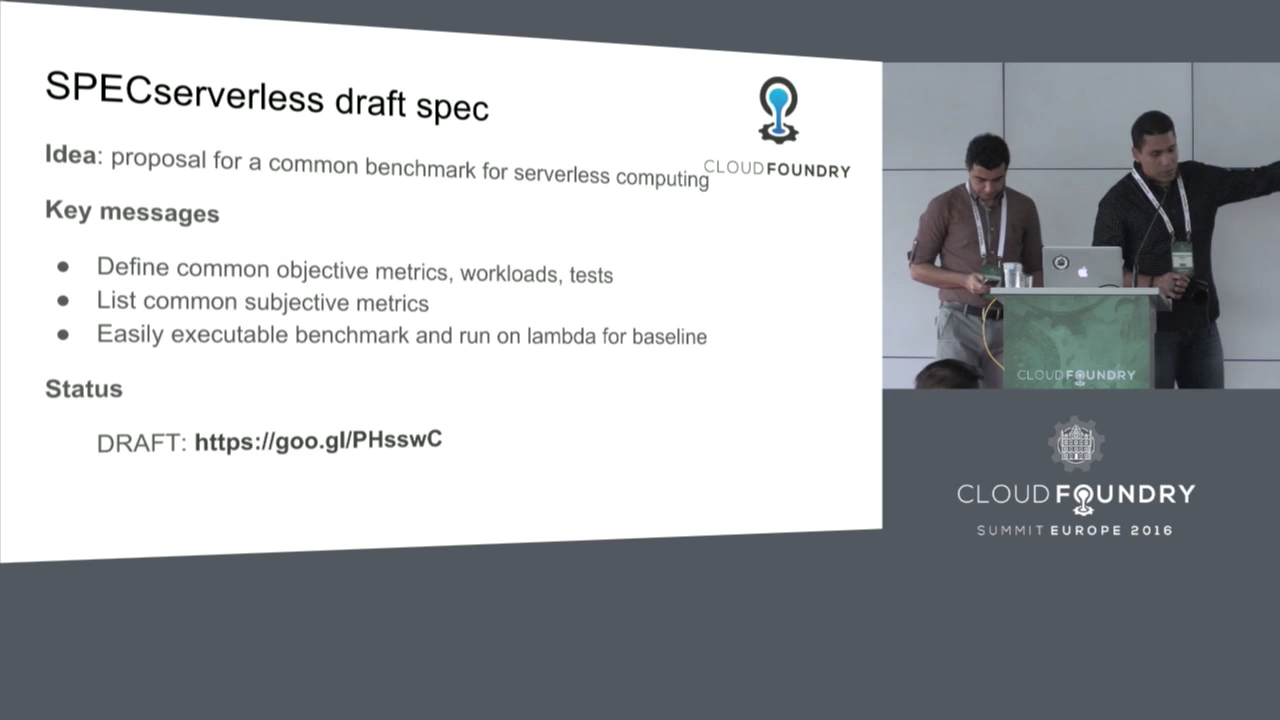 SPECserverless draft spec
Idea: proposal for a common benchmark for serverless computing
CLOUDFOUNDRY
Key messages
● Define common objective metrics, workloads, tests
● List common subjective metrics
● Easily executable benchmark and run on lambda for baseline
Status
DRAFT: https://goo.gl/PHsswC
CLOUDFOUNDRY
CLOUDFOUNDRY
SUMMIT EUROPE 2016